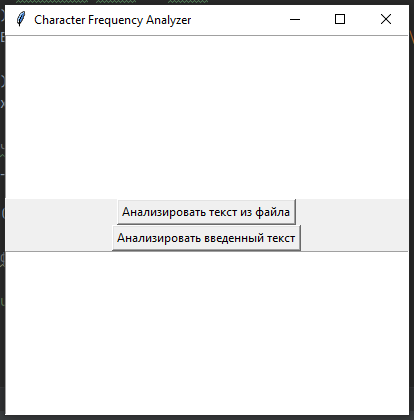 Character Frequency Analyzer
Анализировать текст из файла
Анализировать введенный текст